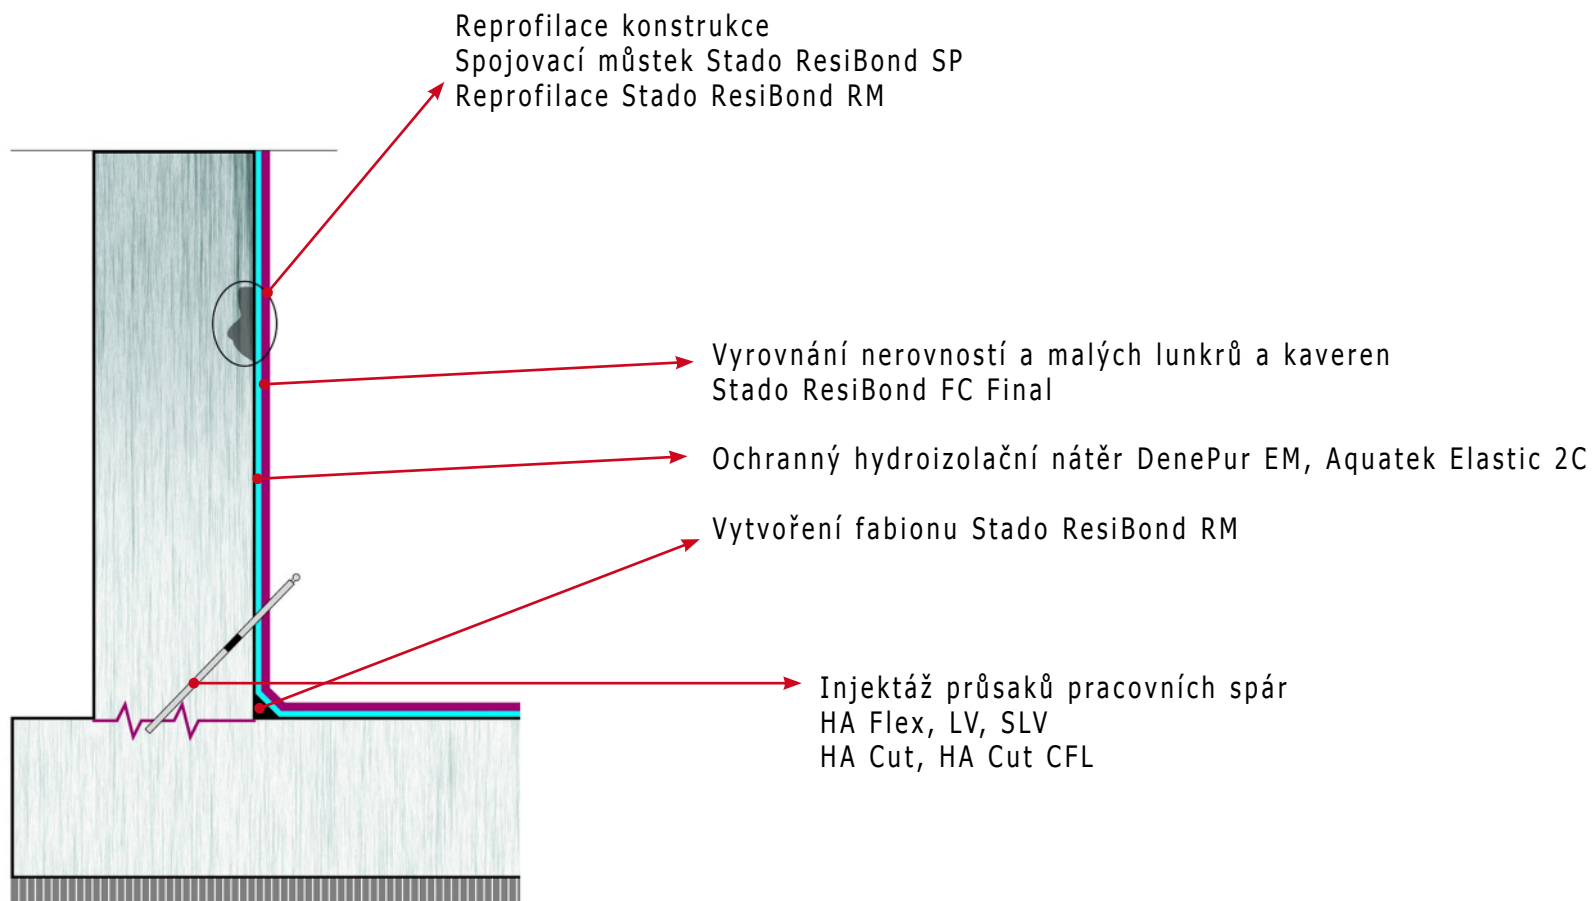 Reprofilace konstrukce
Spojovací můstek Stado ResiBond SP
Reprofilace Stado ResiBond RM
Vyrovnání nerovností a malých lunkrů a kaveren
Stado ResiBond FC Final
Ochranný hydroizolační nátěr DenePur EM, Aquatek Elastic 2C
Vytvoření fabionu Stado ResiBond RM
Injektáž průsaků pracovních spár
HA Flex, LV, SLV
HA Cut, HA Cut CFL